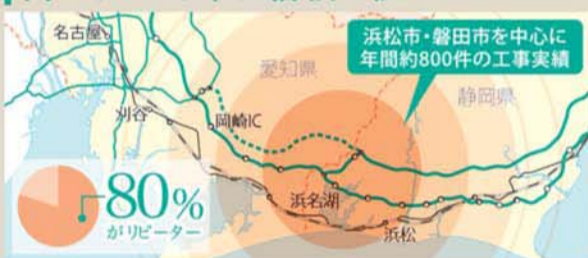 名古屋
浜松市・磐田市を中心に
年間約800件の工事実績
愛知県
静岡県
刈谷
岡崎IC
80%
がリピーター
浜名湖
浜松